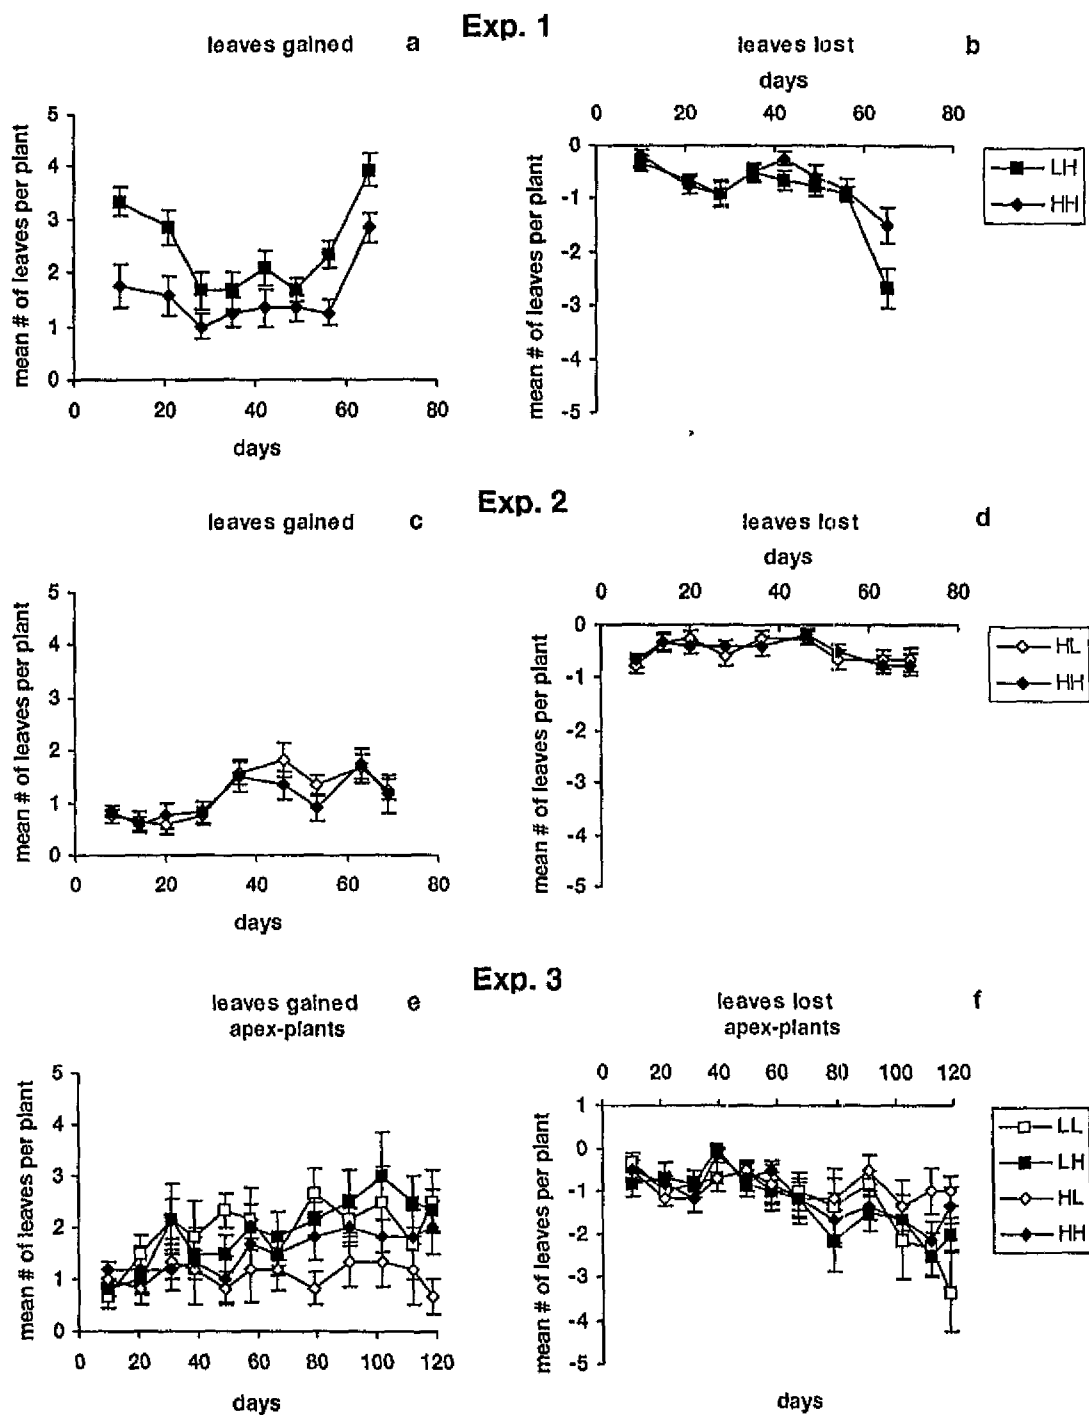 Exp. 1
leaves gained a
leaves lost b
days
0 20 40 60 80
mean # of leaves per plant
5
4
3
2
1
0
0 20 40 60 80
days
mean # of leaves per plant
0
-1
-2
-3
-4
-5
LH
HH
Exp. 2
leaves gained c
leaves lost d
days
0 20 40 60 80
mean # of leaves per plant
5
4
3
2
1
0
0 20 40 60 80
days
mean # of leaves per plant
0
-1
-2
-3
-4
-5
HL
HH
Exp. 3
leaves gained e
apex-plants
leaves lost f
apex-plants
0 20 40 60 80 100 120
mean # of leaves per plant
5
4
3
2
1
0
0 20 40 60 80 100 120
days
mean # of leaves per plant
1
0
-1
-2
-3
-4
-5
days
LL
LH
HL
HH